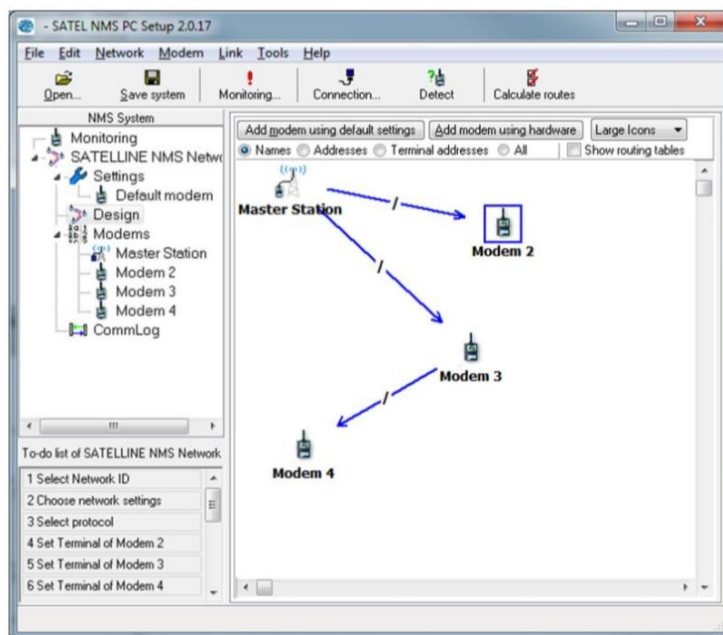 - SATEL NMS PC Setup 2.0.17
File Edit Network Modem Link Tools Help
Open... Save system Monitoring... Connection... Detect Calculate routes
NMS System
Monitoring
SATELLINE NMS Netw
Settings
Default modem
Design
Modems
Master Station
Modem 2
Modem 3
Modem 4
CommLog
To-do list of SATELLINE NMS Network
1 Select Network ID
2 Choose network settings
3 Select protocol
4 Set Terminal of Modem 2
5 Set Terminal of Modem 3
6 Set Terminal of Modem 4
Add modem using default settings Add modem using hardware Large Icons
Names Addresses Terminal addresses All Show routing tables
Master Station
/
Modem 2
/
Modem 3
/
Modem 4